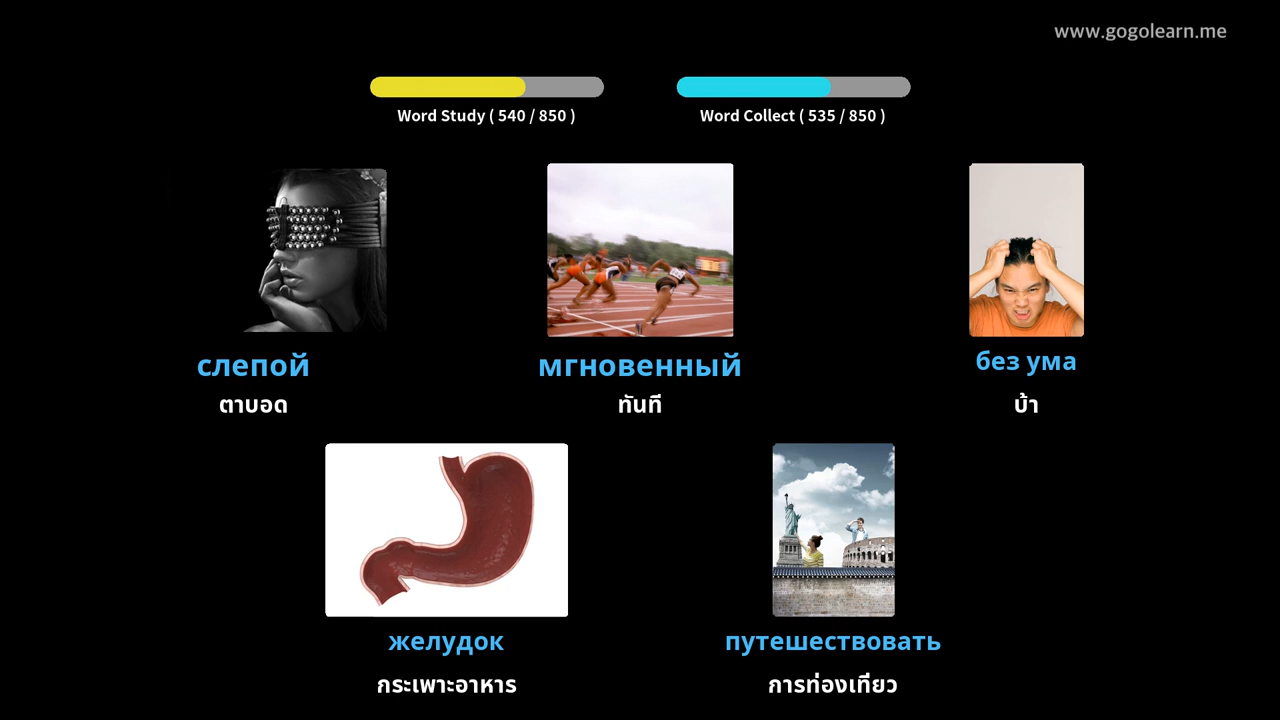 www.gogolearn.me
Word Study ( 540 / 850 )
Word Collect ( 535 / 850 )
слепой
мгновенный
без ума
ตาบอด
ทันที
บ้า
желудок
путешествовать
กระเพาะอาหาร
การท่องเที่ยว